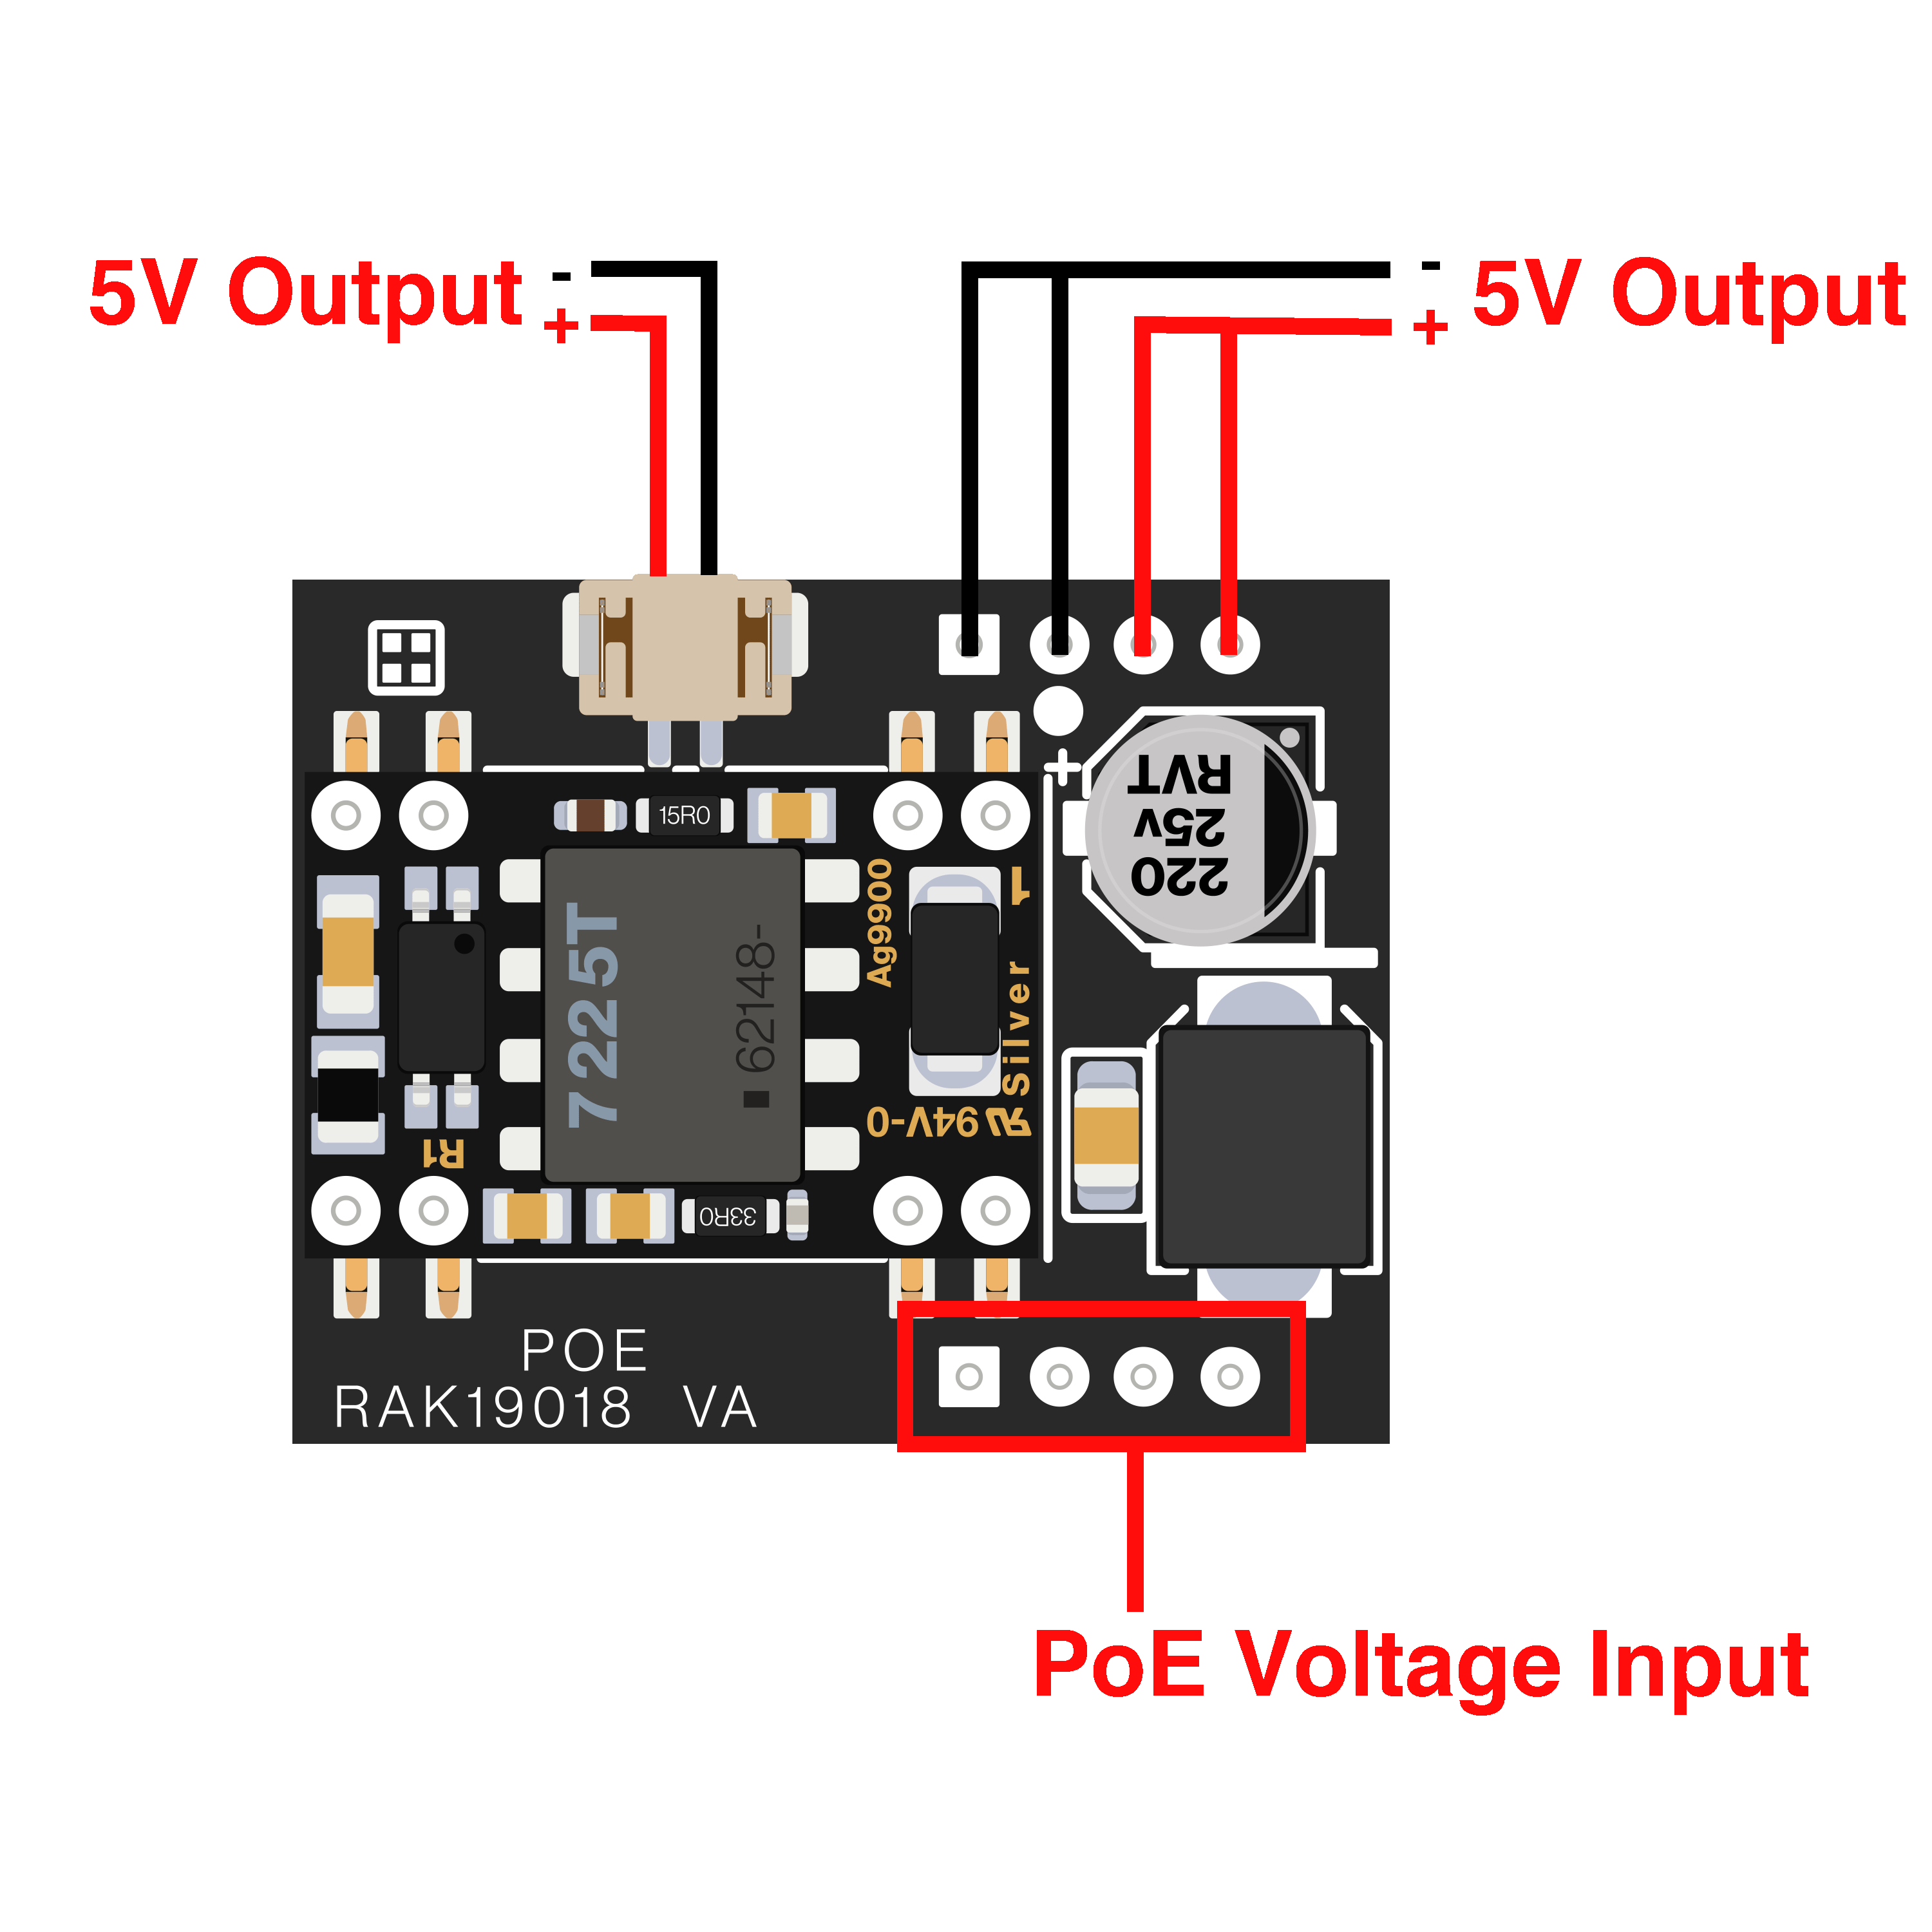 5V Output -
+
- 5V Output
+
+
RVT
25v
220
15R0
7225T
62148-
Ag9900
1
Silver
94V-0
R1
33R0
POE
RAK19018 VA
PoE Voltage Input